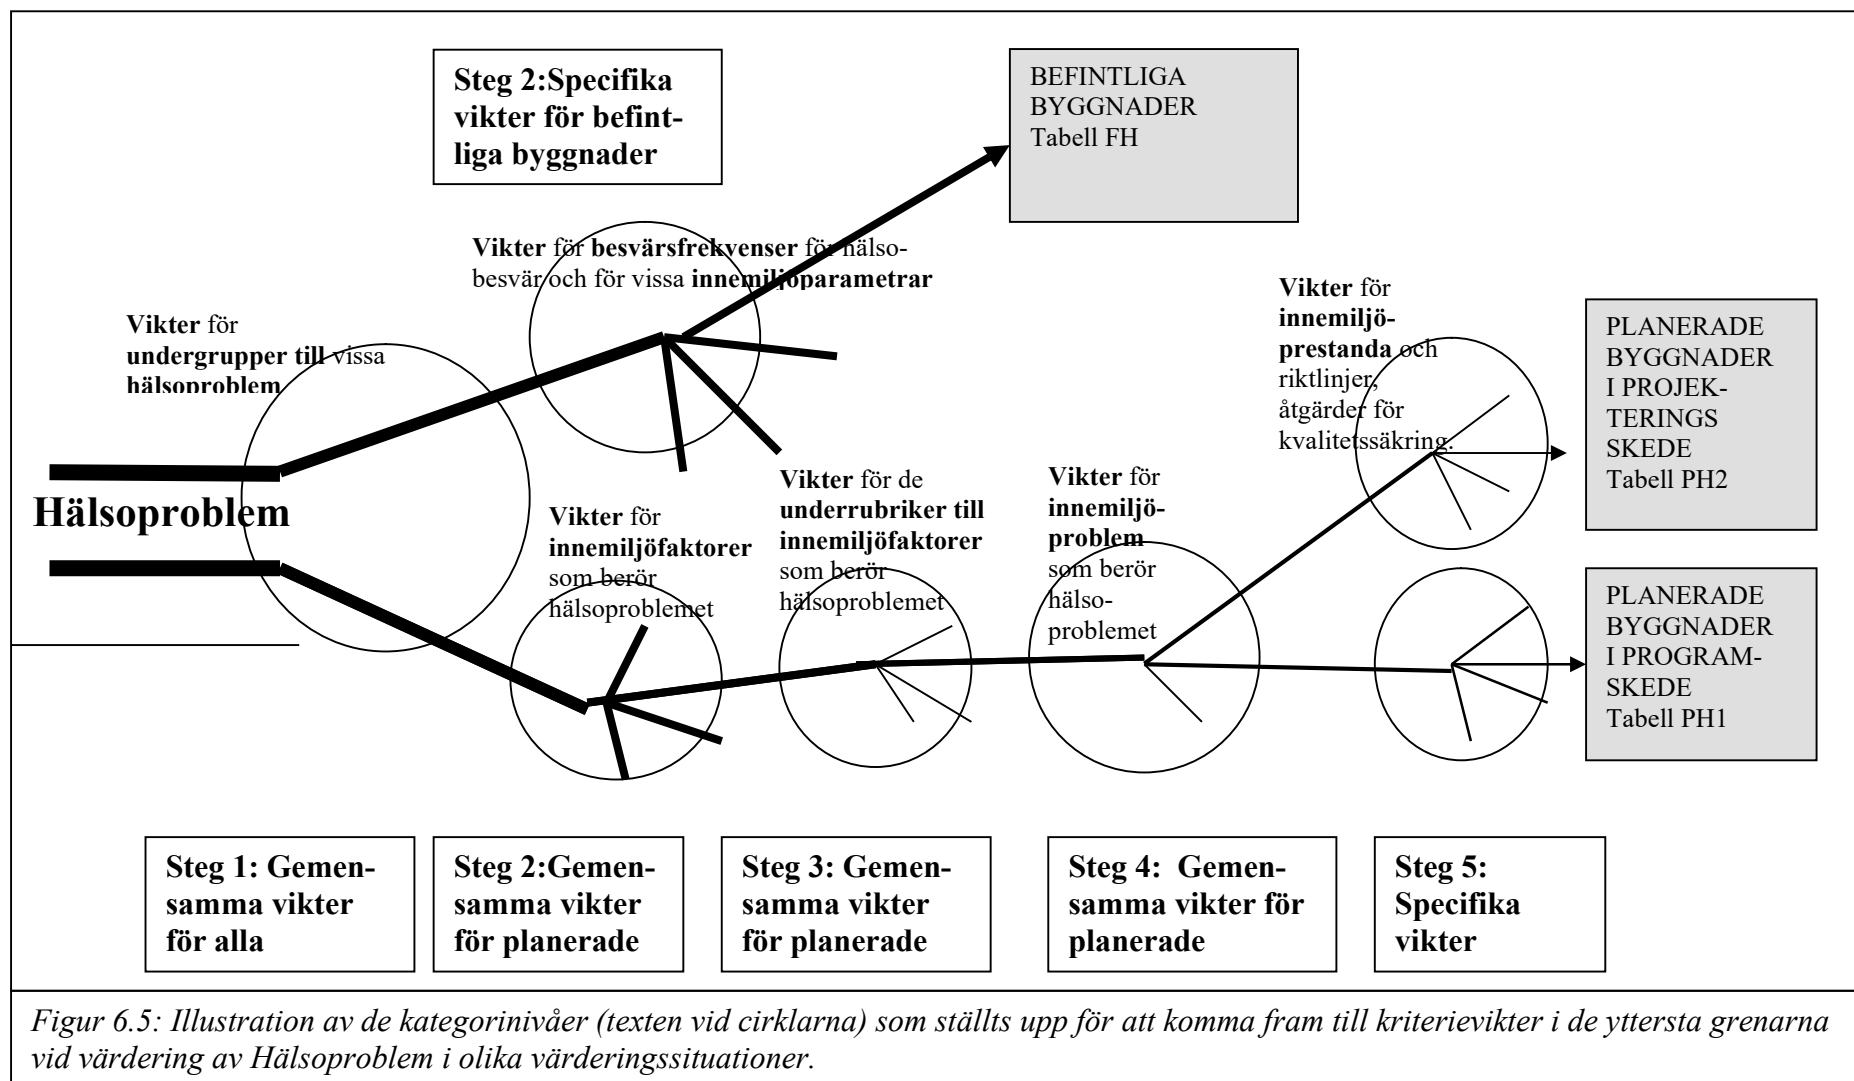 Steg 2:Specifika
vikter för befint-
liga byggnader
BEFINTLIGA
BYGGNADER
Tabell FH
Vikter för besvärsfrekvenser för hälso-
besvär och för vissa innemiljöparametrar
Vikter för
undergrupper till vissa
hälsoproblem
Vikter för
innemiljö-
prestanda och
riktlinjer,
åtgärder för
kvalitetssäkring.
PLANERADE
BYGGNADER
I PROJEK-
TERINGS
SKEDE
Tabell PH2
Hälsoproblem
Vikter för
innemiljöfaktorer
som berör
hälsoproblemet
Vikter för de
underrubriker till
innemiljöfaktorer
som berör
hälsoproblemet
Vikter för
innemiljö-
problem
som berör
hälso-
problemet
PLANERADE
BYGGNADER
I PROGRAM-
SKEDE
Tabell PH1
Steg 1: Gemen-
samma vikter
för alla
Steg 2:Gemen-
samma vikter
för planerade
Steg 3: Gemen-
samma vikter
för planerade
Steg 4:  Gemen-
samma vikter för
planerade
Steg 5:
Specifika
vikter
Figur 6.5: Illustration av de kategorinivåer (texten vid cirklarna) som ställts upp för att komma fram till kriterievikter i de yttersta grenarna
vid värdering av Hälsoproblem i olika värderingssituationer.